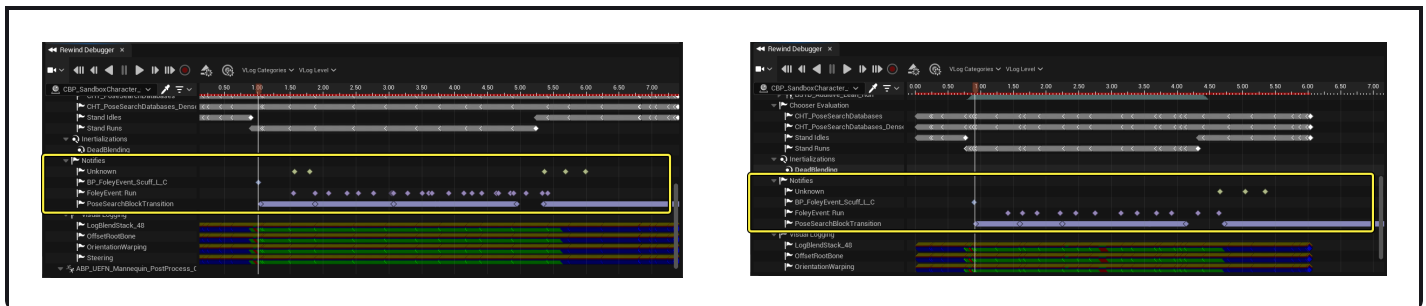 Rewind Debugger ×
VLog Categories VLog Level
CBP_SandboxCharacter_
0.50 1.00 1.50 2.00 2.50 3.00 3.50 4.00 4.50 5.00 5.50 6.00 6.50 7.00
CHT_PoseSearchDatabases
CHT_PoseSearchDatabases_Dense
Stand Idles
Stand Runs
Inertializations
DeadBlending
Notifies
Unknown
BP_FoleyEvent_Scuff_L_C
FoleyEvent: Run
PoseSearchBlockTransition
Visual Logging
LogBlendStack_48
OffsetRootBone
OrientationWarping
Steering
ABP_UEFN_Mannequin_PostProcess_C
Rewind Debugger ×
VLog Categories VLog Level
CBP_SandboxCharacter_
0.00 0.50 1.00 1.50 2.00 2.50 3.00 3.50 4.00 4.50 5.00 5.50 6.00 6.50 7.00
Chooser Evaluation
CHT_PoseSearchDatabases
CHT_PoseSearchDatabases_Dense
Stand Idles
Stand Runs
Inertializations
DeadBlending
Notifies
Unknown
BP_FoleyEvent_Scuff_L_C
FoleyEvent: Run
PoseSearchBlockTransition
Visual Logging
LogBlendStack_48
OffsetRootBone
OrientationWarping